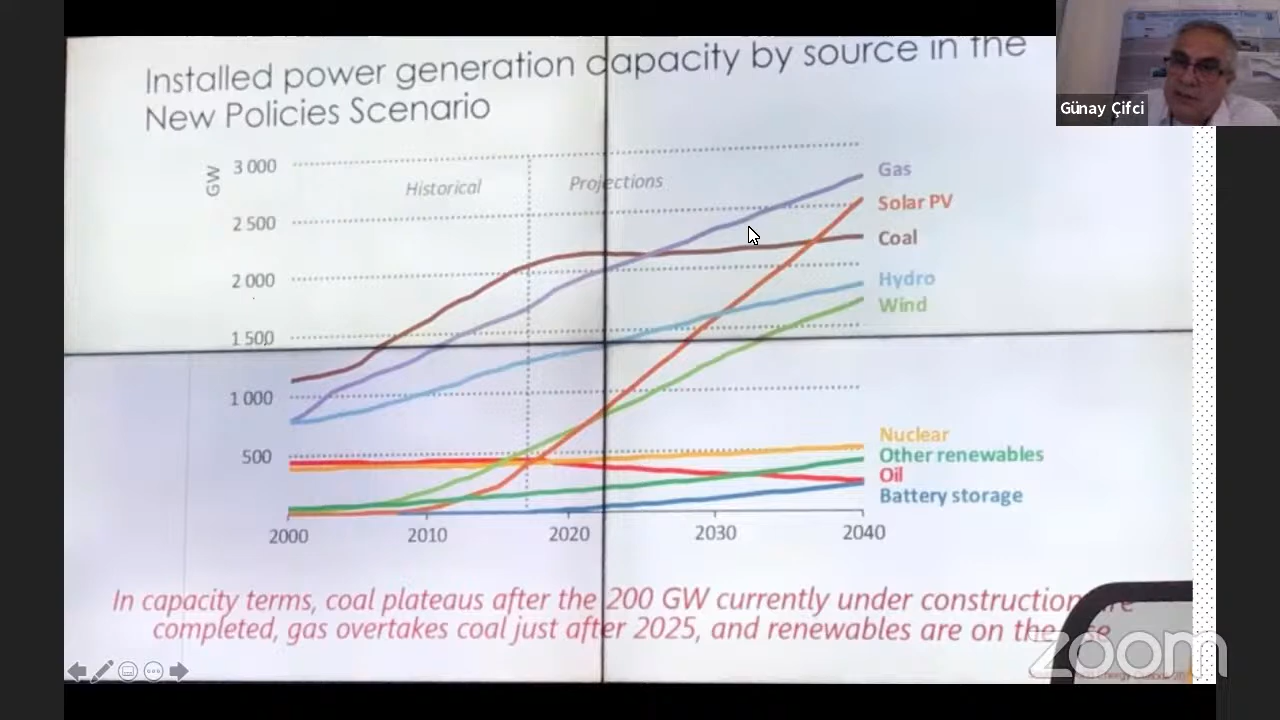 Installed power generation capacity by source in the
New Policies Scenario
Günay Çifci
GW
3 000
2 500
2 000
1 500
1 000
500
Historical
Projections
Gas
Solar PV
Coal
Hydro
Wind
Nuclear
Other renewables
Oil
Battery storage
2000
2010
2020
2030
2040
In capacity terms, coal plateaus after the 200 GW currently under construction
completed, gas overtakes coal just after 2025, and renewables are on the
zoom